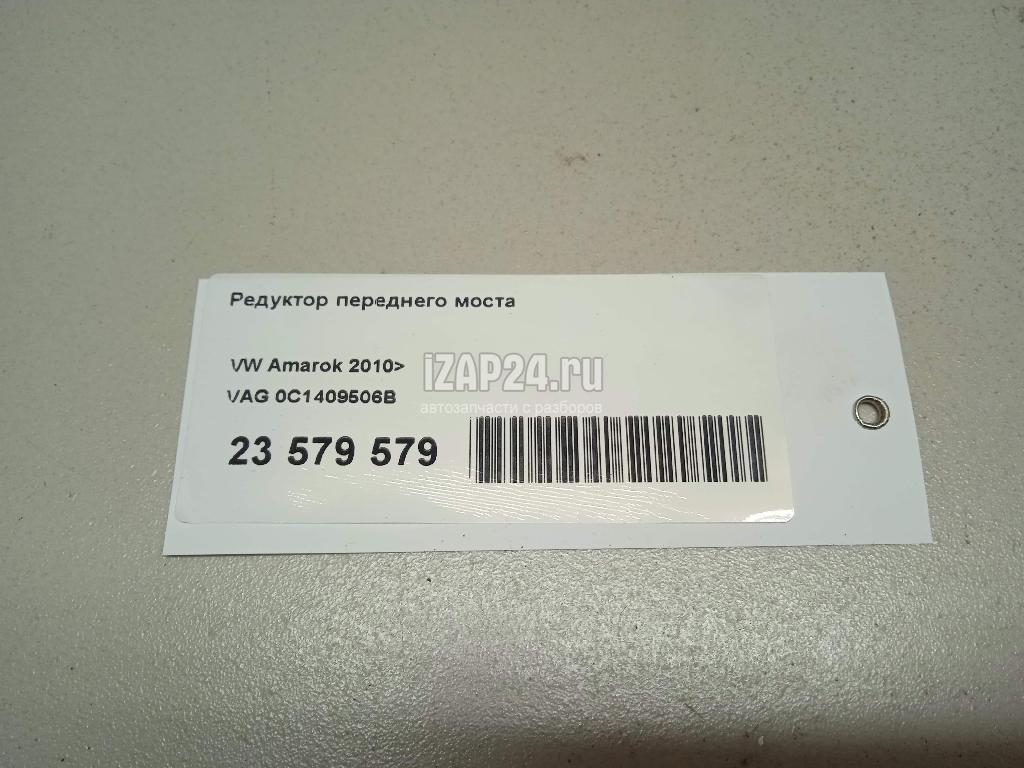 Редуктор переднего моста
VW Amarok 2010>
VAG 0C1409506B
23 579 579
iZAP24.ru
автозапчасти с разборов